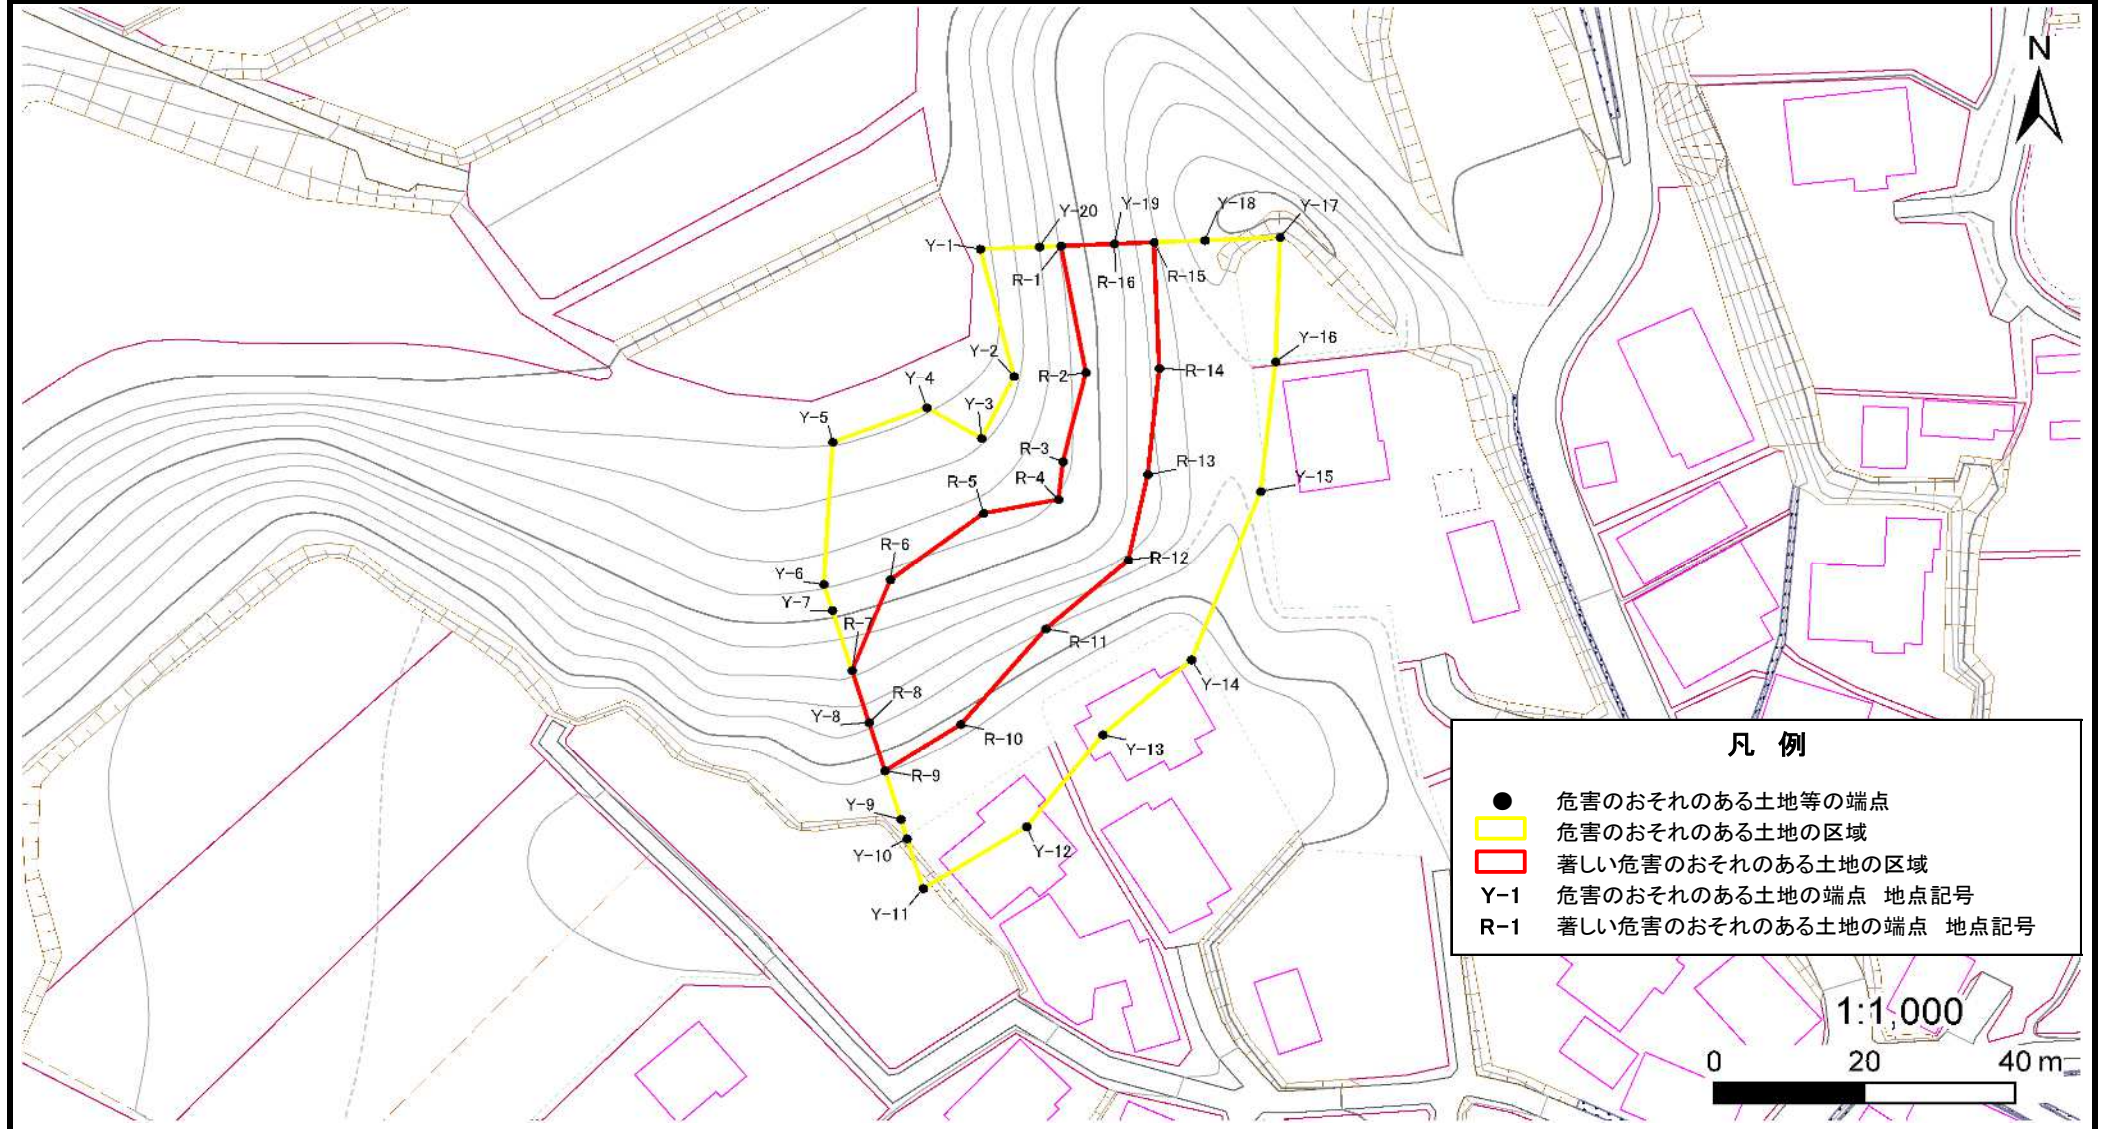 N
Y-19
Y-18
Y-17
Y-20
Y-1
R-1
R-16
R-15
Y-16
Y-2
R-2
R-14
Y-4
Y-3
Y-5
R-3
R-13
R-4
R-5
Y-15
R-6
R-12
Y-6
Y-7
R-7
R-11
Y-14
R-8
Y-8
R-10
Y-13
R-9
Y-9
Y-10
Y-12
Y-11
凡 例
危害のおそれのある土地等の端点
危害のおそれのある土地の区域
著しい危害のおそれのある土地の区域
Y-1 危害のおそれのある土地の端点 地点記号
R-1 著しい危害のおそれのある土地の端点 地点記号
1:1,000
0 20 40 m